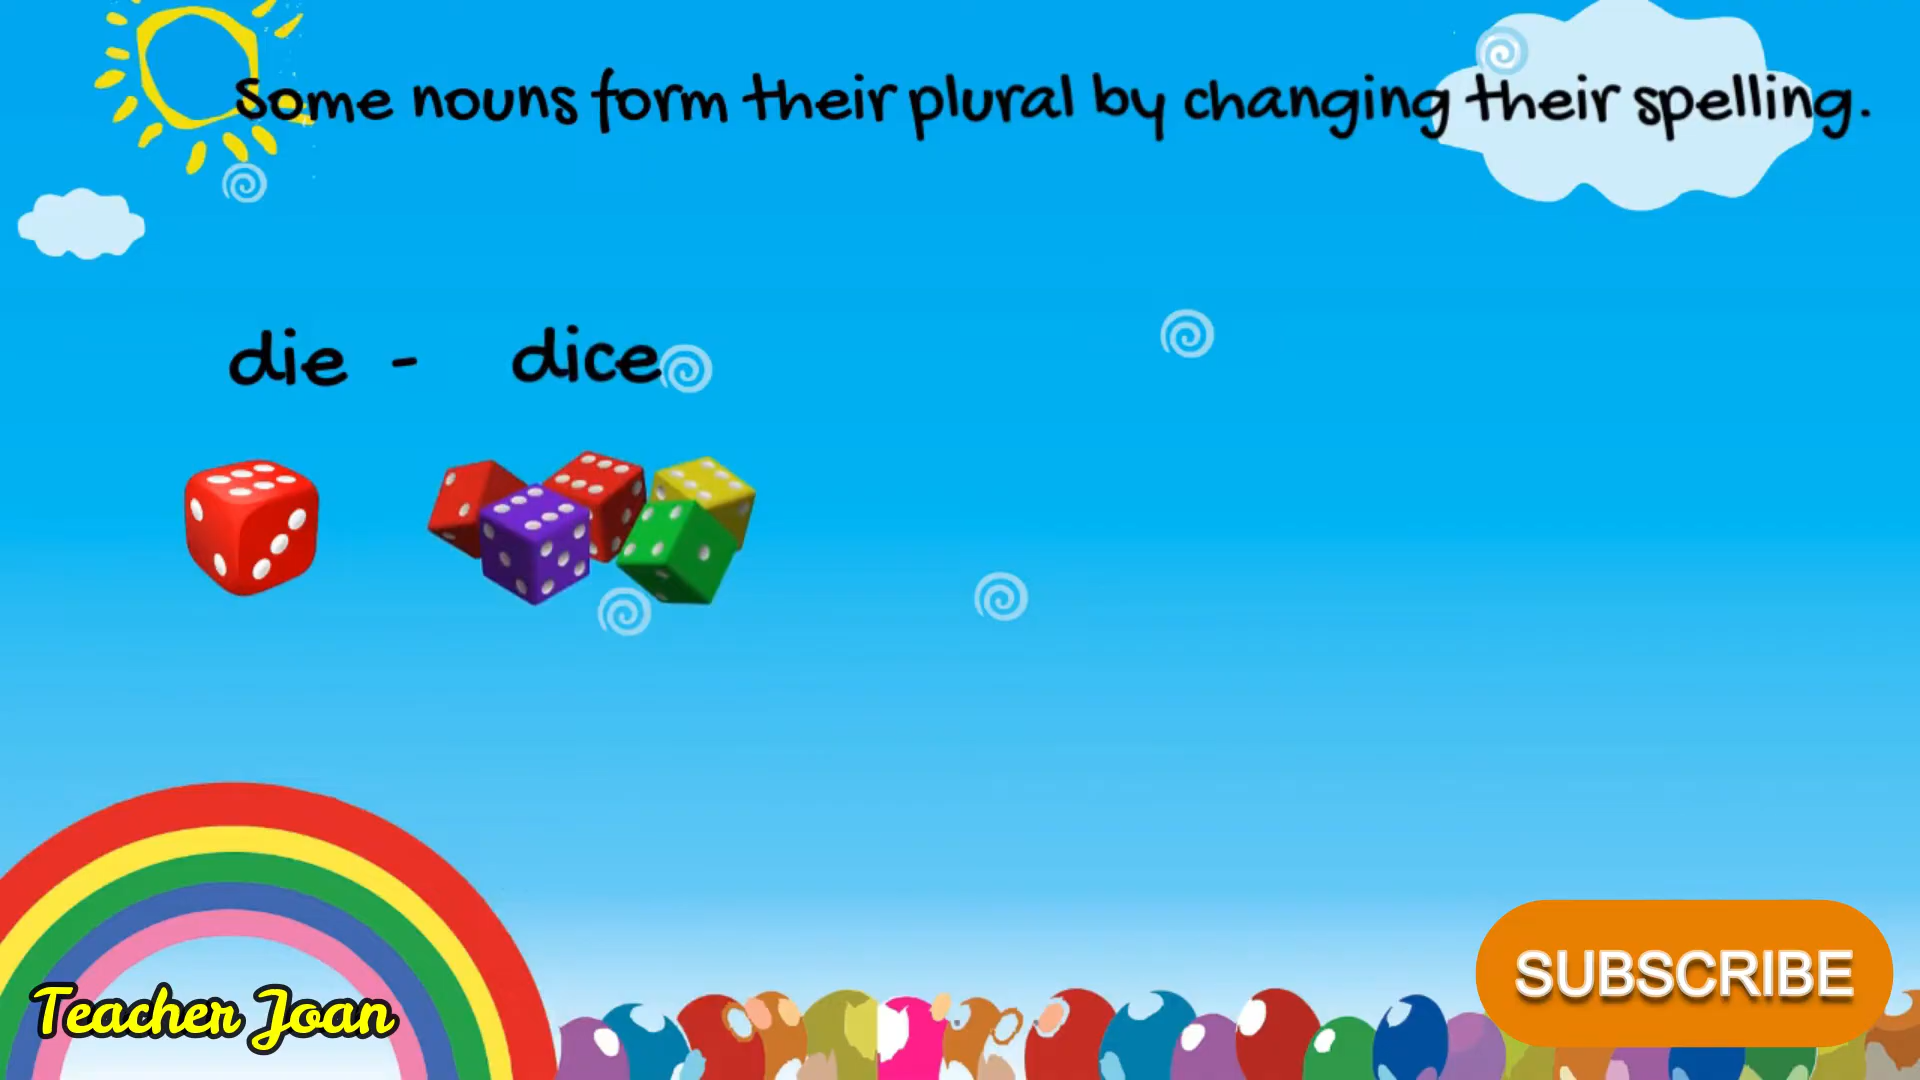 Some nouns form their plural by changing their spelling.
die - dice
Teacher Joan
SUBSCRIBE